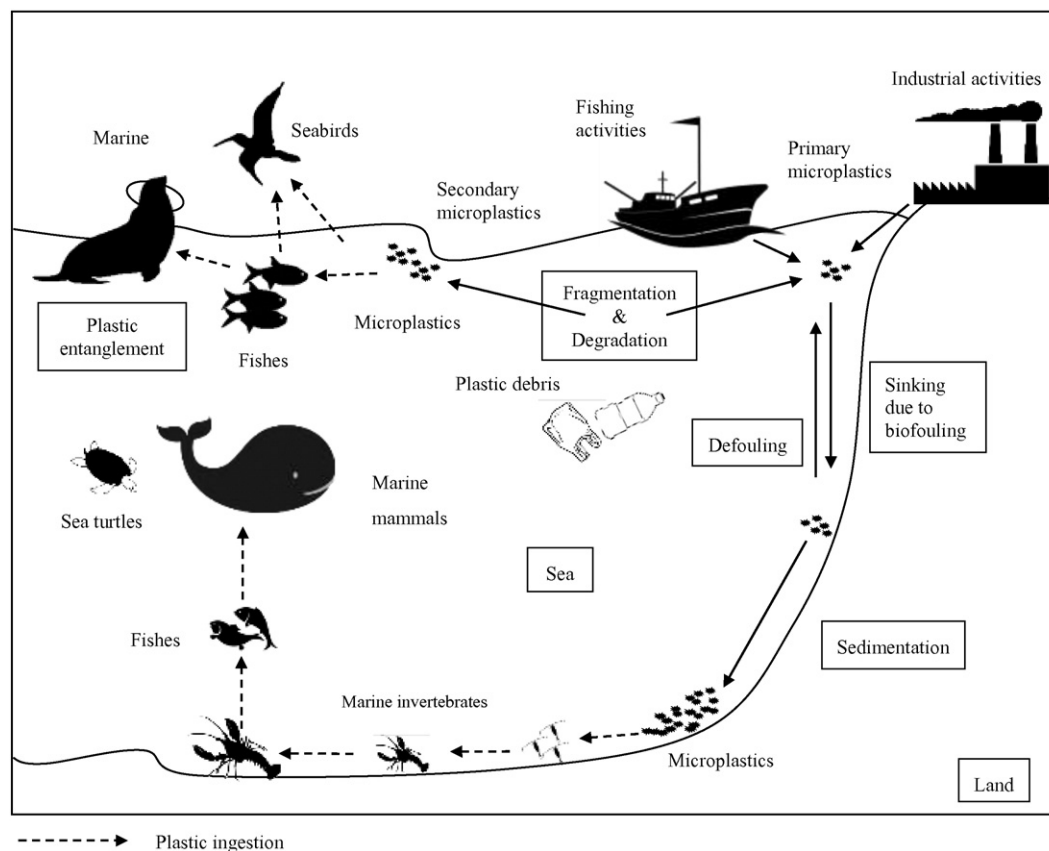 Industrial activities
Fishing
activities
Seabirds
Marine
Primary
microplastics
Secondary
microplastics
Fragmentation
&
Degradation
Plastic
entanglement
Microplastics
Fishes
Plastic debris
Sinking
due to
biofouling
Defouling
Marine
mammals
Sea turtles
Sea
Fishes
Sedimentation
Marine invertebrates
Microplastics
Land
Plastic ingestion